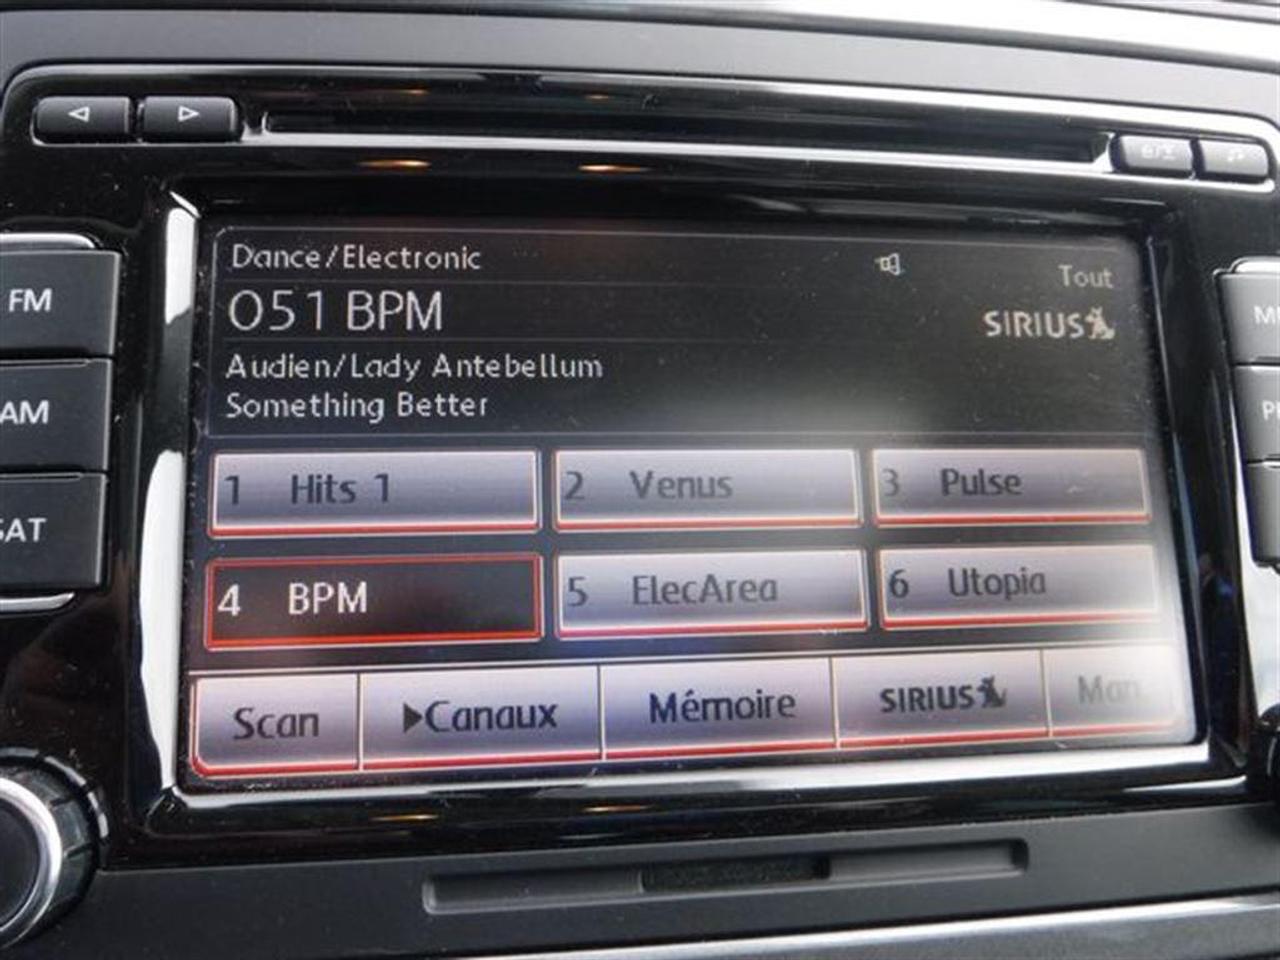 Dance/Electronic
Tout
051 BPM
SIRIUS
Audien/Lady Antebellum
Something Better
1 Hits 1
2 Venus
3 Pulse
4 BPM
5 ElecArea
6 Utopia
Scan
Canaux
Mémoire
SIRIUS
Man
FM
AM
SAT